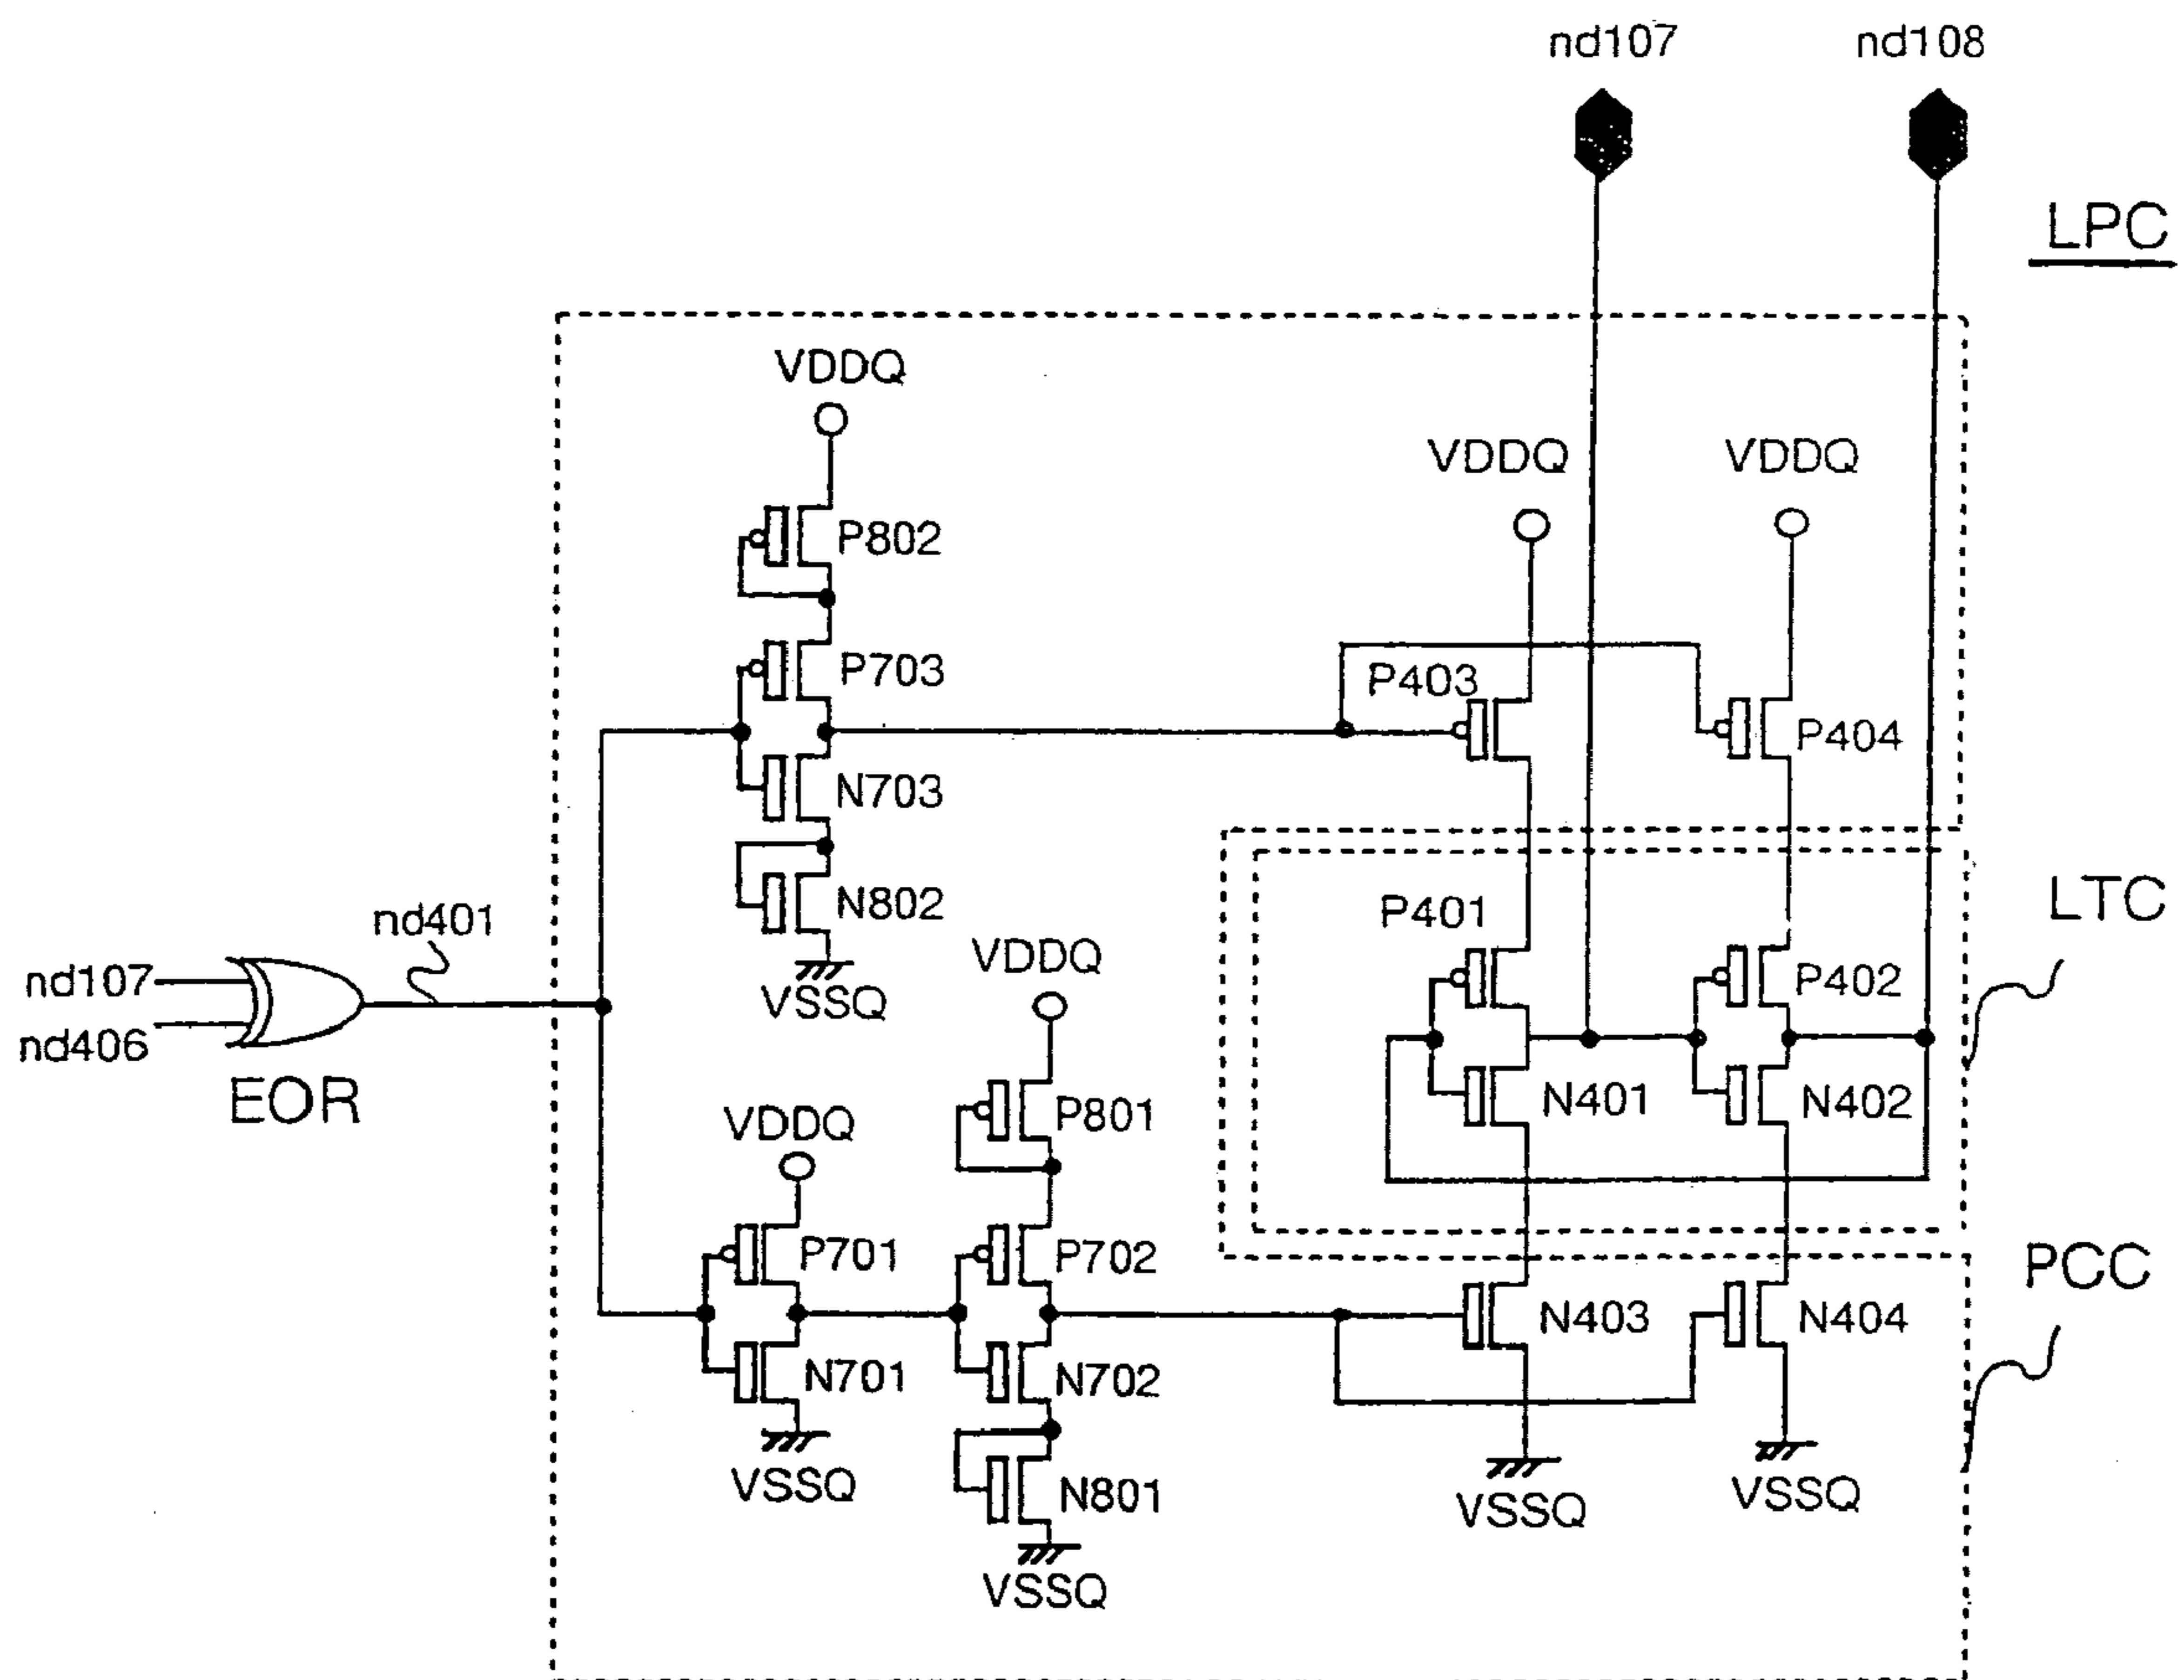 nd107
nd108
LPC
VDDQ
VDDQ
VDDQ
P802
P703
P403
P404
N703
N802
VSSQ
P401
LTC
nd401
nd107
nd406
EOR
VDDQ
P402
N401
N402
P801
VDDQ
P701
P702
PCC
N403
N404
N701
N702
VSSQ
N801
VSSQ
VSSQ
VSSQ